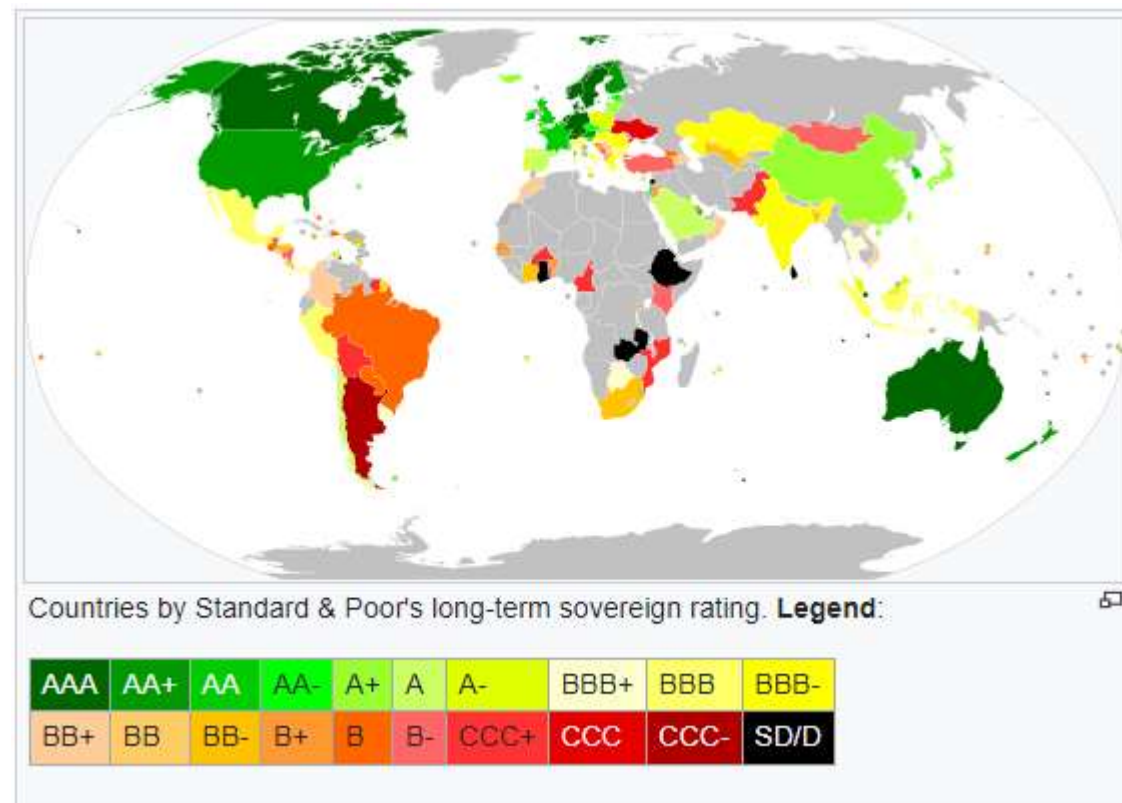 Countries by Standard & Poor's long-term sovereign rating. Legend:
AAA AA+ AA AA- A+ A A- BBB+ BBB BBB-
BB+ BB BB- B+ B B- CCC+ CCC CCC- SD/D